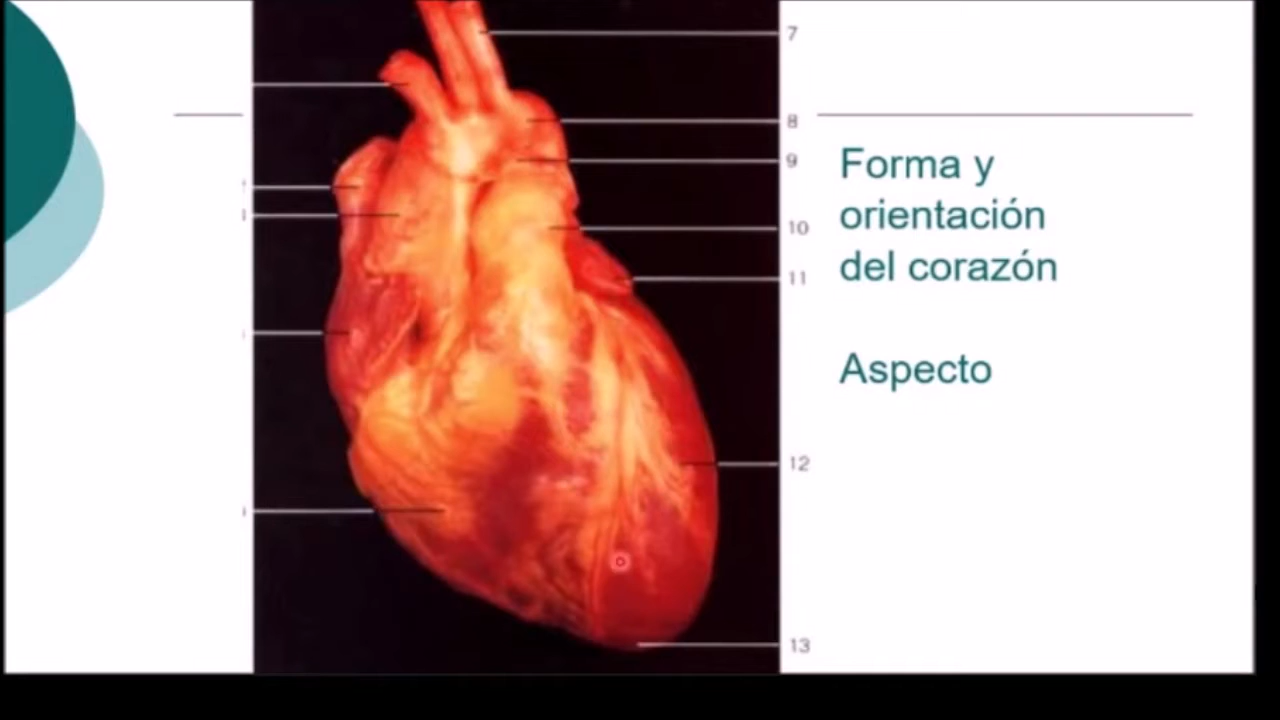 7
8
9
10
11
12
13
Forma y
orientación
del corazón
Aspecto